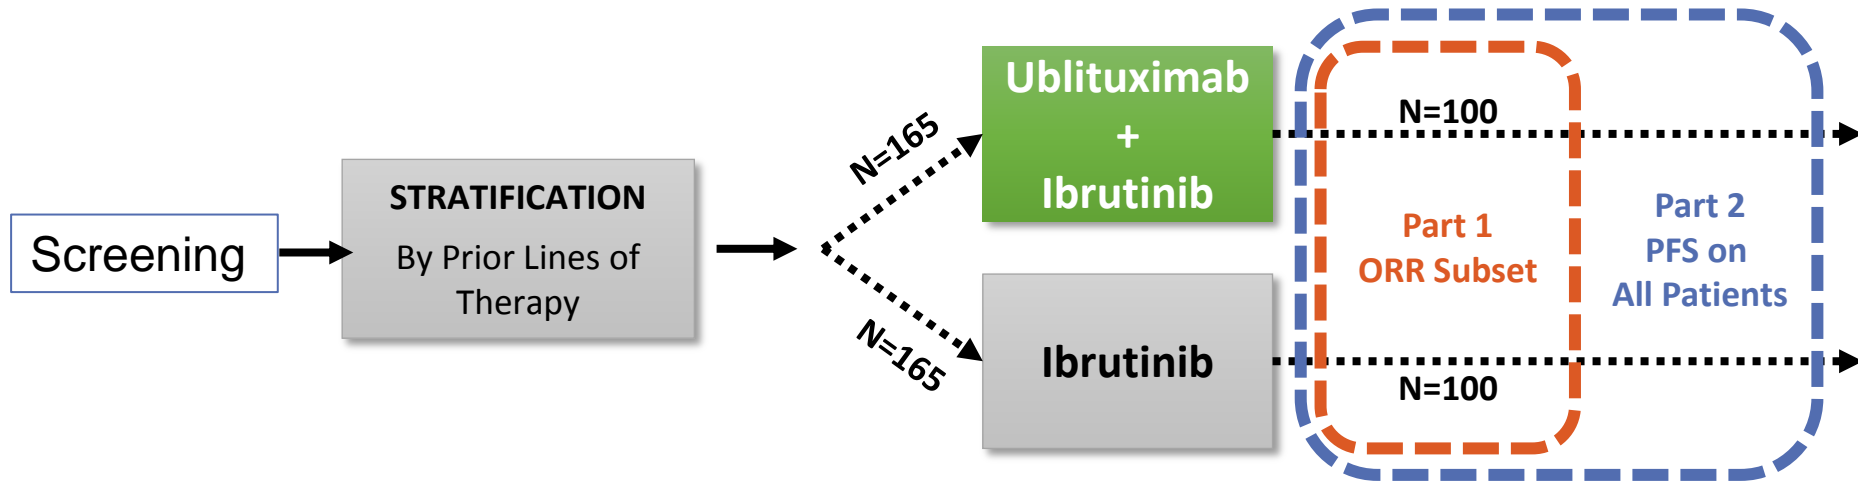 Screening
STRATIFICATION
By Prior Lines of
Therapy
N=165
N=165
Ublituximab
+
Ibrutinib
Ibrutinib
N=100
Part 1
ORR Subset
N=100
Part 2
PFS on
All Patients